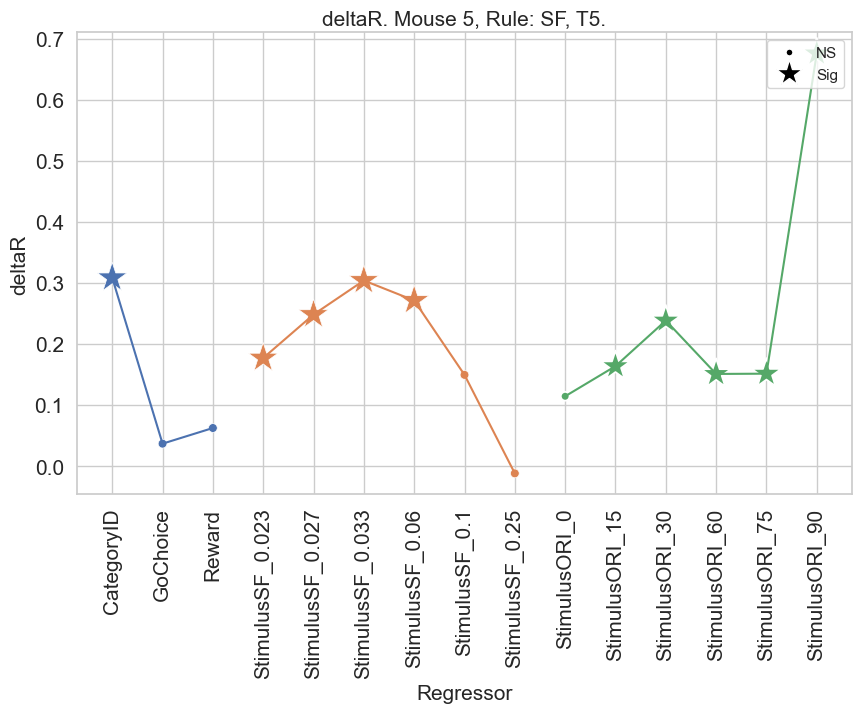 deltaR. Mouse 5, Rule: SF, T5.
NS
Sig
0.7
0.6
0.5
0.4
0.3
0.2
0.1
0.0
deltaR
CategoryID
GoChoice
Reward
StimulusSF_0.023
StimulusSF_0.027
StimulusSF_0.033
StimulusSF_0.06
StimulusSF_0.1
StimulusSF_0.25
StimulusORI_0
StimulusORI_15
StimulusORI_30
StimulusORI_60
StimulusORI_75
StimulusORI_90
Regressor